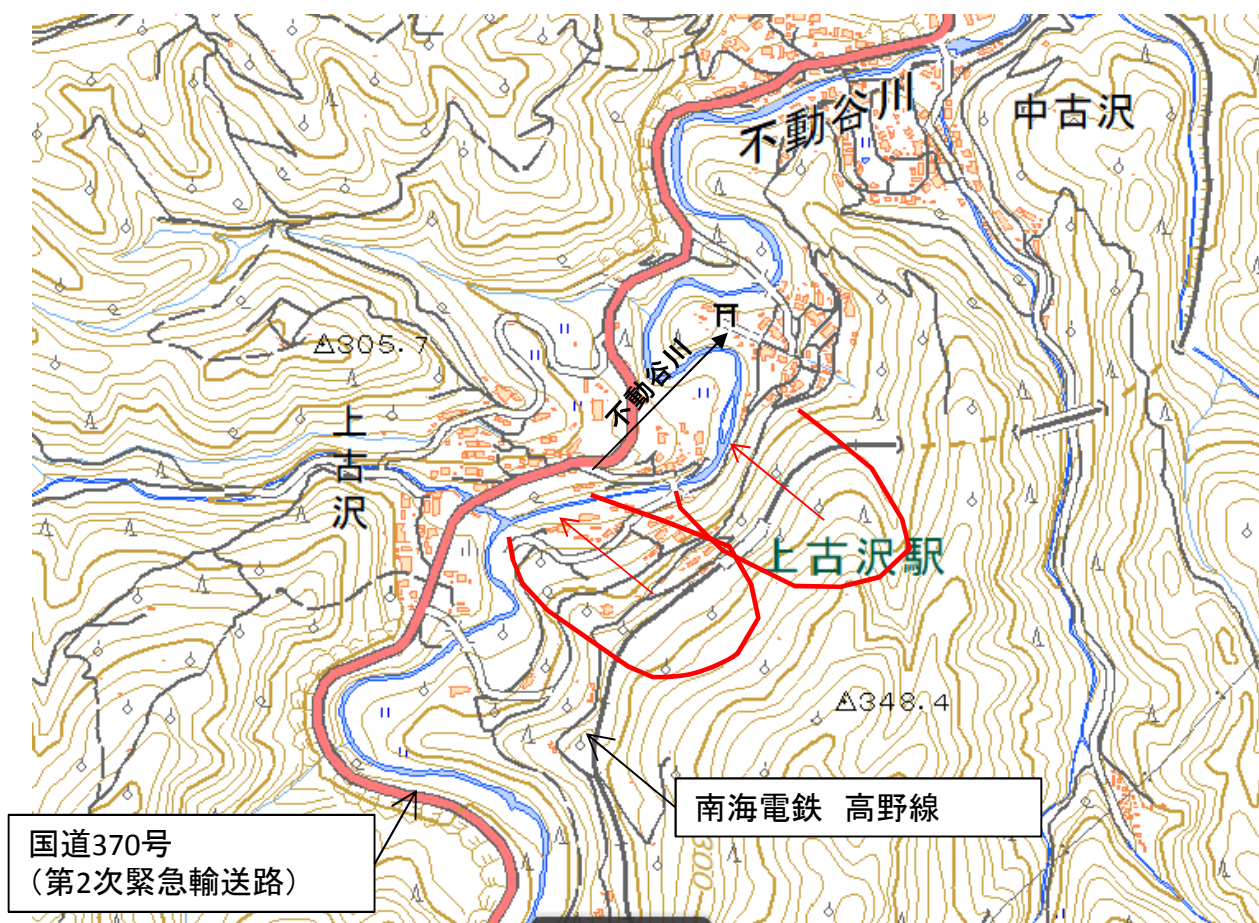 不動谷川
中古沢
不動谷川
305.7
上古沢
上古沢駅
348.4
南海電鉄 高野線
国道370号
（第2次緊急輸送路）
300